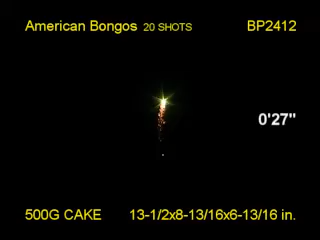 American Bongos 20 SHOTS BP2412
0'27"
500G CAKE 13-1/2x8-13/16x6-13/16 in.